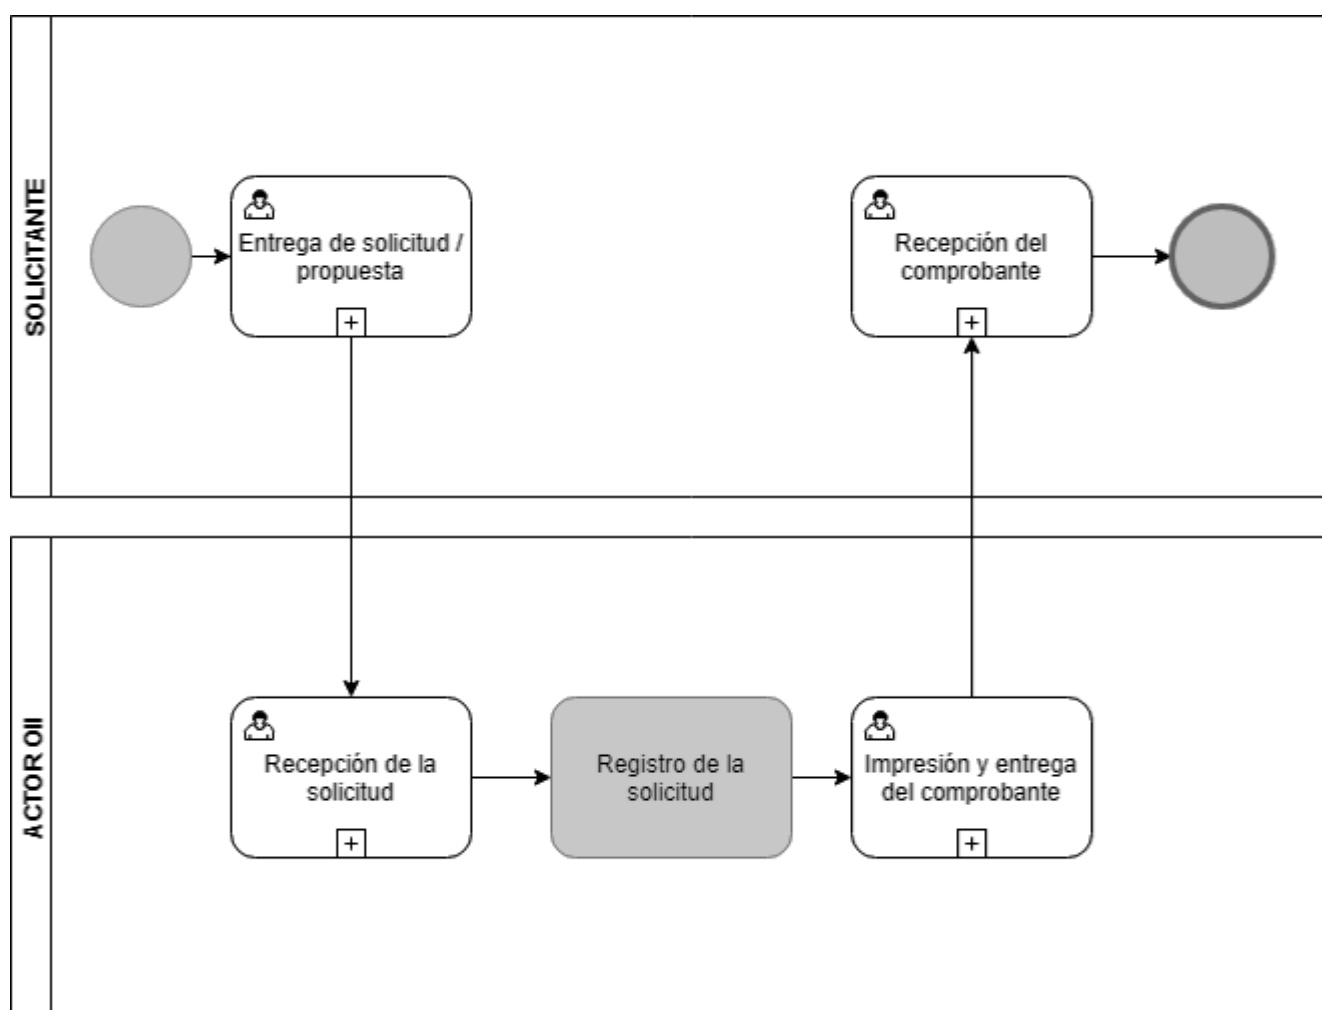 SOLICITANTE
Entrega de solicitud /
propuesta
Recepción del
comprobante
ACTOR OII
Recepción de la
solicitud
Registro de la
solicitud
Impresión y entrega
del comprobante